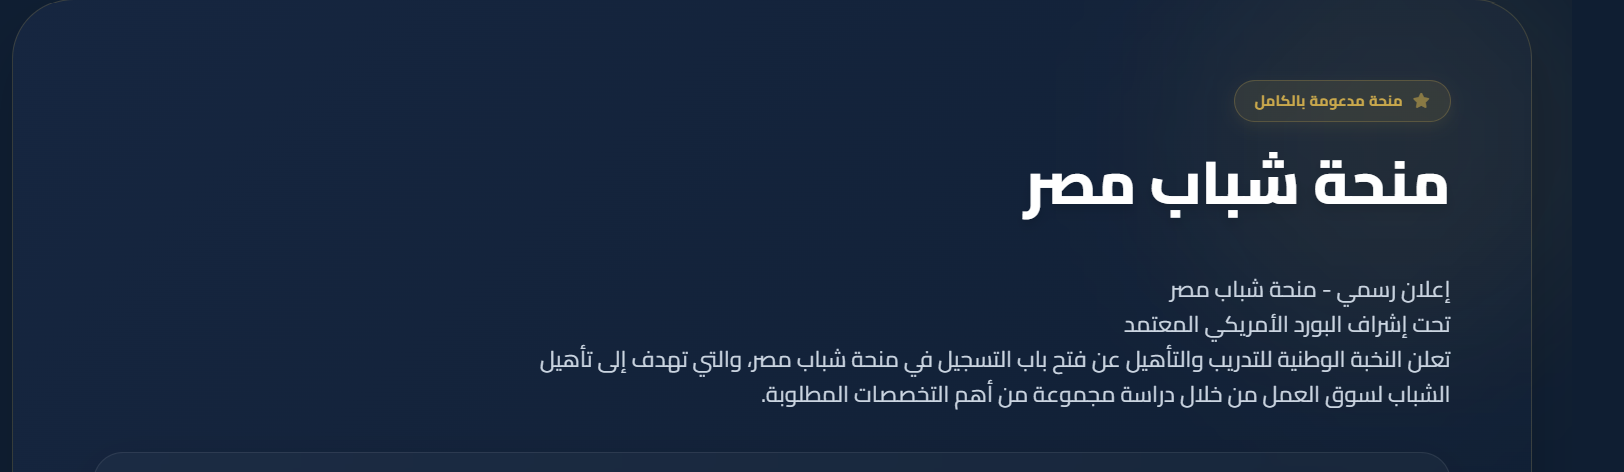 منحة مدعومة بالكامل
منحة شباب مصر
إعلان رسمي - منحة شباب مصر
تحت إشراف البورد الأمريكي المعتمد
تعلن النخبة الوطنية للتدريب والتأهيل عن فتح باب التسجيل في منحة شباب مصر، والتي تهدف إلى تأهيل
الشباب لسوق العمل من خلال دراسة مجموعة من أهم التخصصات المطلوبة.